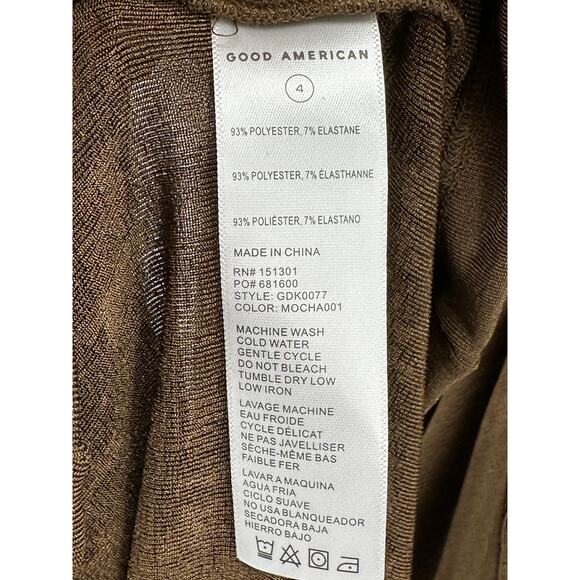 GOOD AMERICAN
4
93% POLYESTER, 7% ELASTANE
93% POLYESTER, 7% ÉLASTHANNE
93% POLIÉSTER, 7% ELASTANO
MADE IN CHINA
RN# 151301
PO# 681600
STYLE: GDK0077
COLOR: MOCHA001
MACHINE WASH
COLD WATER
GENTLE CYCLE
DO NOT BLEACH
TUMBLE DRY LOW
LOW IRON
LAVAGE MACHINE
EAU FROIDE
CYCLE DÉLICAT
NE PAS JAVELLISER
SÈCHE-MÊME BAS
FAIBLE FER
LAVAR A MAQUINA
AGUA FRIA
CICLO SUAVE
NO USA BLANQUEADOR
SECADORA BAJA
HIERRO BAJO